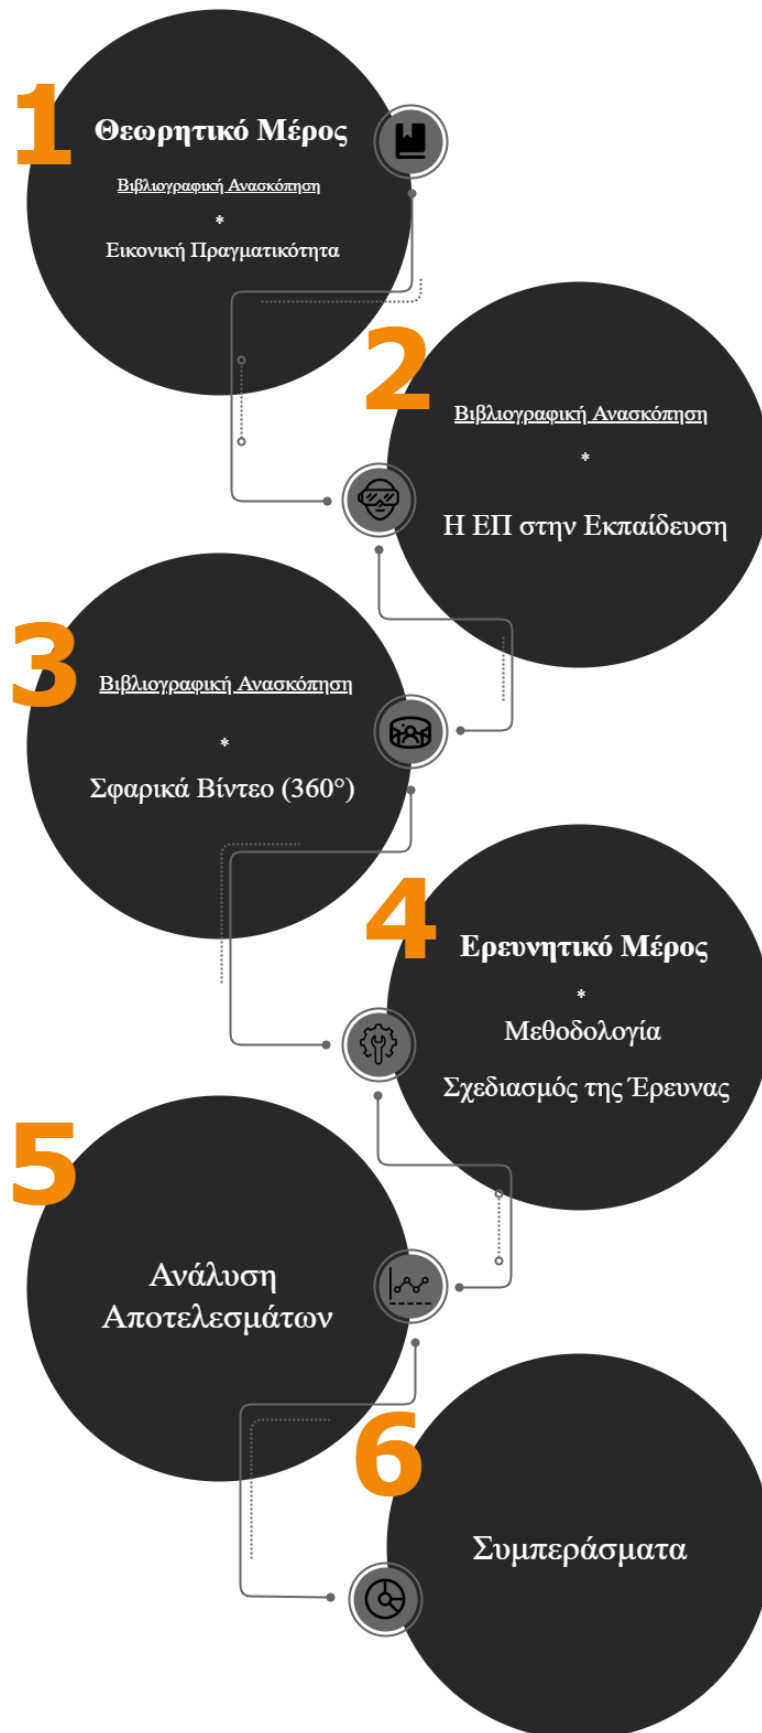 1
Θεωρητικό Μέρος
Βιβλιογραφική Ανασκόπηση
*
Εικονική Πραγματικότητα
2
Βιβλιογραφική Ανασκόπηση
*
Η ΕΠ στην Εκπαίδευση
3
Βιβλιογραφική Ανασκόπηση
*
Σφαρικά Βίντεο (360°)
4
Ερευνητικό Μέρος
*
Μεθοδολογία
Σχεδιασμός της Έρευνας
5
Ανάλυση
Αποτελεσμάτων
6
Συμπεράσματα